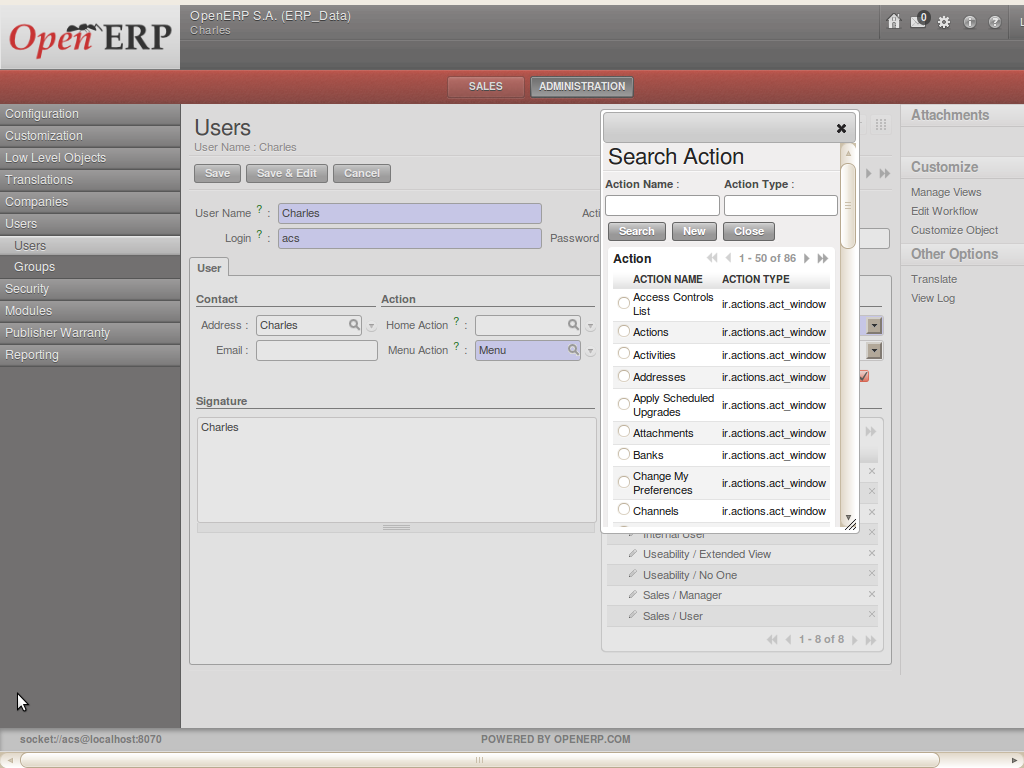 Open ERP
OpenERP S.A. (ERP_Data)
Charles
0
SALES
ADMINISTRATION
Configuration
Customization
Low Level Objects
Translations
Companies
Users
Users
Groups
Security
Modules
Publisher Warranty
Reporting
Users
User Name : Charles
Save
Save & Edit
Cancel
User Name ? :
Charles
Acti
Login ? :
acs
Password
User
Contact
Action
Address :
Charles
Home Action ? :
Email :
Menu Action ? :
Menu
Signature
Charles
Search Action
Action Name :
Action Type :
Search
New
Close
Action
1 - 50 of 86
ACTION NAME
ACTION TYPE
Access Controls
List
ir.actions.act_window
Actions
ir.actions.act_window
Activities
ir.actions.act_window
Addresses
ir.actions.act_window
Apply Scheduled
Upgrades
ir.actions.act_window
Attachments
ir.actions.act_window
Banks
ir.actions.act_window
Change My
Preferences
ir.actions.act_window
Channels
ir.actions.act_window
Internal User
Useability / Extended View
Useability / No One
Sales / Manager
Sales / User
1 - 8 of 8
Attachments
Customize
Manage Views
Edit Workflow
Customize Object
Other Options
Translate
View Log
socket://acs@localhost:8070
POWERED BY OPENERP.COM